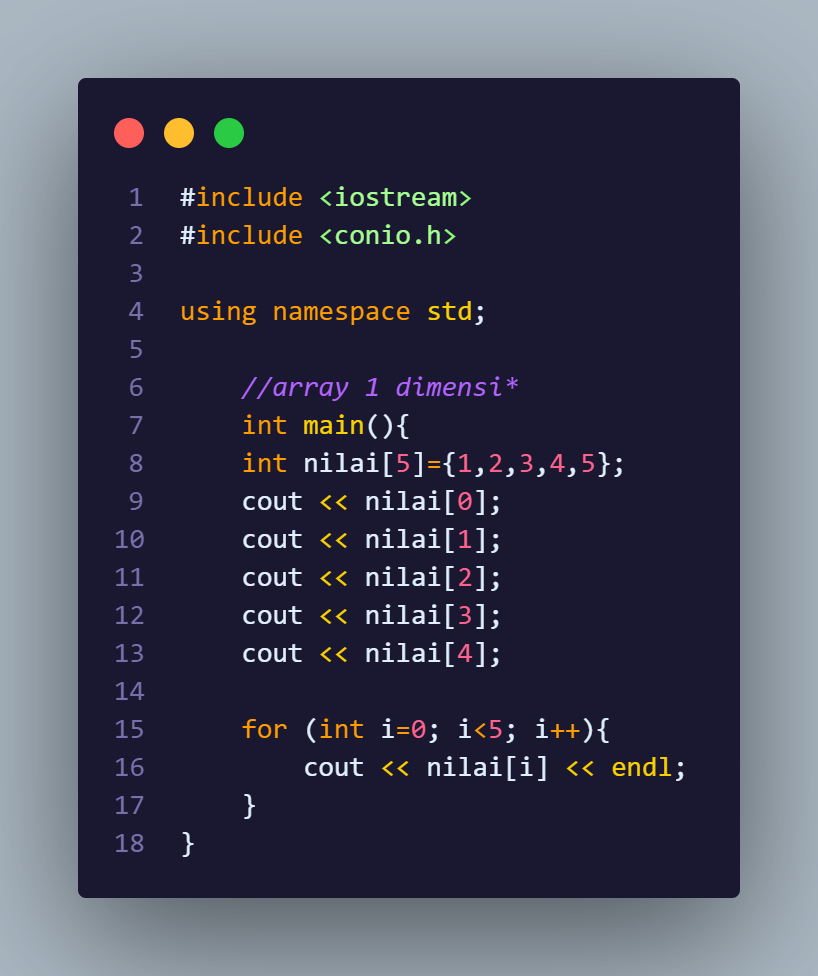 1 #include <iostream>
2 #include <conio.h>
3
4 using namespace std;
5
6     //array 1 dimensi*
7     int main(){
8     int nilai[5]={1,2,3,4,5};
9     cout << nilai[0];
10     cout << nilai[1];
11     cout << nilai[2];
12     cout << nilai[3];
13     cout << nilai[4];
14
15     for (int i=0; i<5; i++){
16         cout << nilai[i] << endl;
17     }
18 }